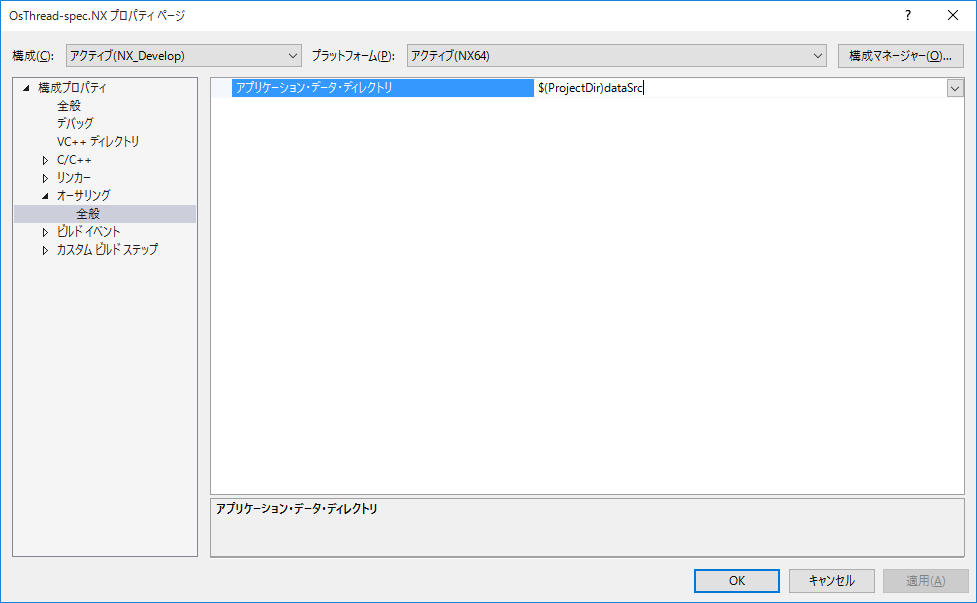 OsThread-spec.NX プロパティ ページ
?
構成(C): アクティブ(NX_Develop) プラットフォーム(P): アクティブ(NX64) 構成マネージャー(O)...
構成プロパティ
全般
デバッグ
VC++ ディレクトリ
C/C++
リンカー
オーサリング
全般
ビルド イベント
カスタム ビルド ステップ
アプリケーション・データ・ディレクトリ $(ProjectDir)dataSrc
アプリケーション・データ・ディレクトリ
OK キャンセル 適用(A)